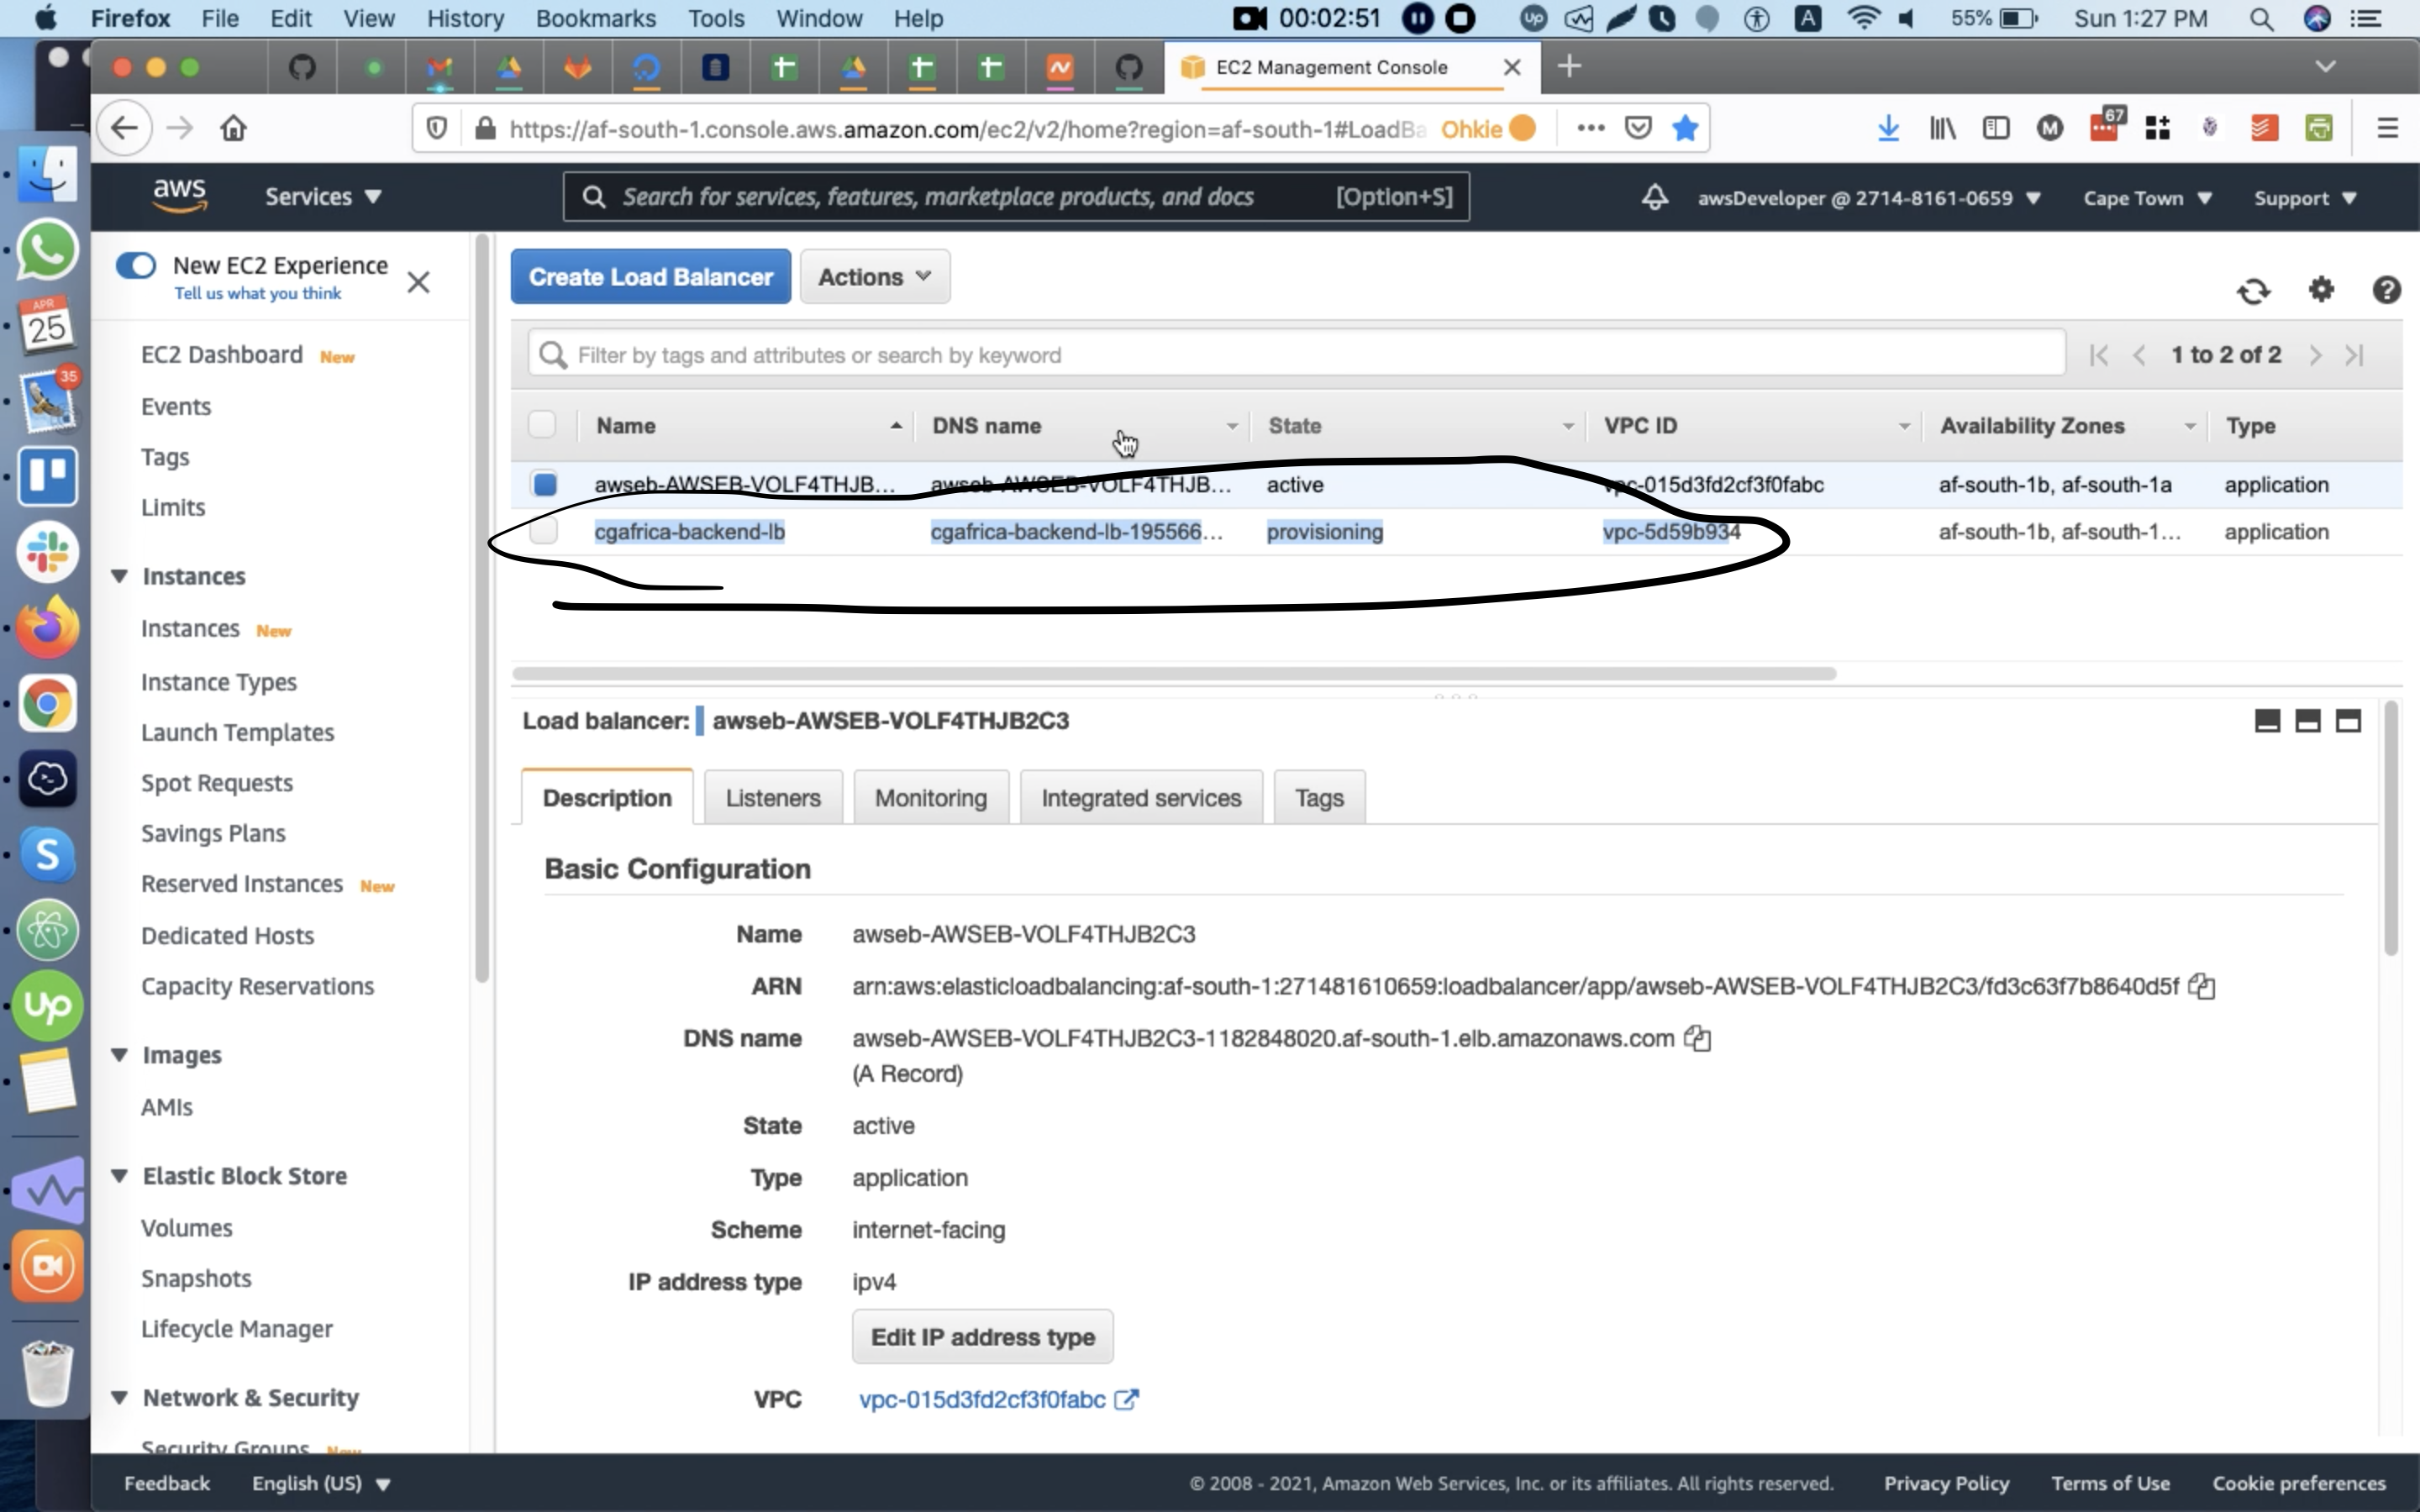 Firefox File Edit View History Bookmarks Tools Window Help 00:02:51 Up A 55% Sun 1:27 PM
EC2 Management Console
https://af-south-1.console.aws.amazon.com/ec2/v2/home?region=af-south-1#LoadBa Ohkie M 67
aws Services Search for services, features, marketplace products, and docs [Option+S] awsDeveloper @ 2714-8161-0659 Cape Town Support
New EC2 Experience
Tell us what you think
EC2 Dashboard New
Events
Tags
Limits
Instances
Instances New
Instance Types
Launch Templates
Spot Requests
Savings Plans
Reserved Instances New
Dedicated Hosts
Capacity Reservations
Images
AMIs
Elastic Block Store
Volumes
Snapshots
Lifecycle Manager
Network & Security
Security Groups New
APR
25
35
S
Up
Create Load Balancer Actions
Filter by tags and attributes or search by keyword 1 to 2 of 2
Name DNS name State VPC ID Availability Zones Type
awseb-AWSEB-VOLF4THJB... awseb-AWSEB-VOLF4THJB... active vpc-015d3fd2cf3f0fabc af-south-1b, af-south-1a application
cgafrica-backend-lb cgafrica-backend-lb-195566... provisioning vpc-5d59b934 af-south-1b, af-south-1... application
Load balancer: awseb-AWSEB-VOLF4THJB2C3
Description Listeners Monitoring Integrated services Tags
Basic Configuration
Name awseb-AWSEB-VOLF4THJB2C3
ARN arn:aws:elasticloadbalancing:af-south-1:271481610659:loadbalancer/app/awseb-AWSEB-VOLF4THJB2C3/fd3c63f7b8640d5f
DNS name awseb-AWSEB-VOLF4THJB2C3-1182848020.af-south-1.elb.amazonaws.com
(A Record)
State active
Type application
Scheme internet-facing
IP address type ipv4
Edit IP address type
VPC vpc-015d3fd2cf3f0fabc
Feedback English (US) © 2008 - 2021, Amazon Web Services, Inc. or its affiliates. All rights reserved. Privacy Policy Terms of Use Cookie preferences